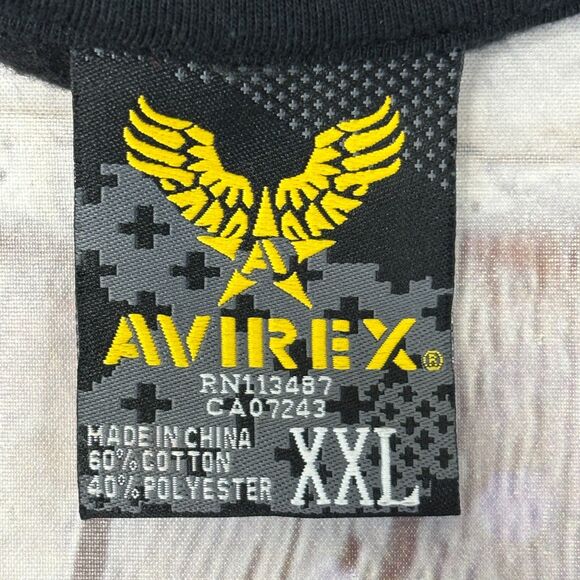 A
AVIREX®
RN113487
CA07243
MADE IN CHINA
60% COTTON
40% POLYESTER
XXL